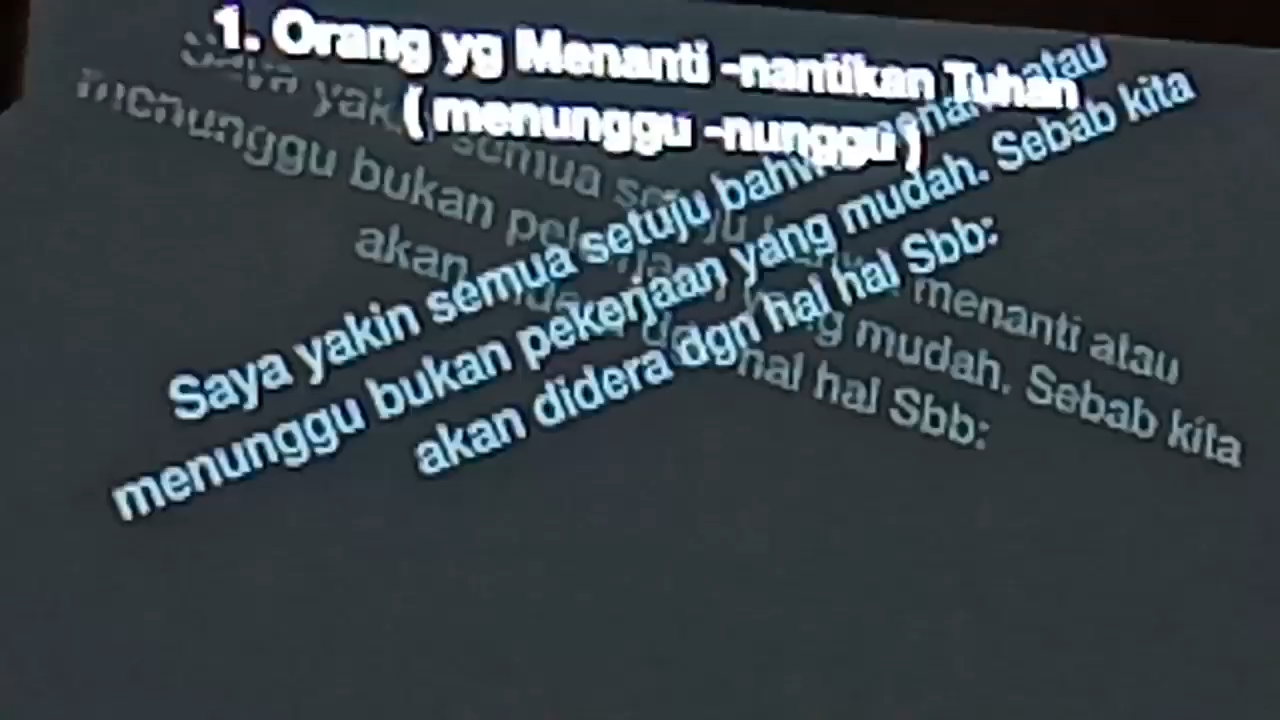 1. Orang yg Menanti -nantikan Tuhan
( menunggu -nunggu )
Saya yakin semua setuju bahwa menanti atau
menunggu bukan pekerjaan yang mudah. Sebab kita
akan didera dgn hal hal Sbb: